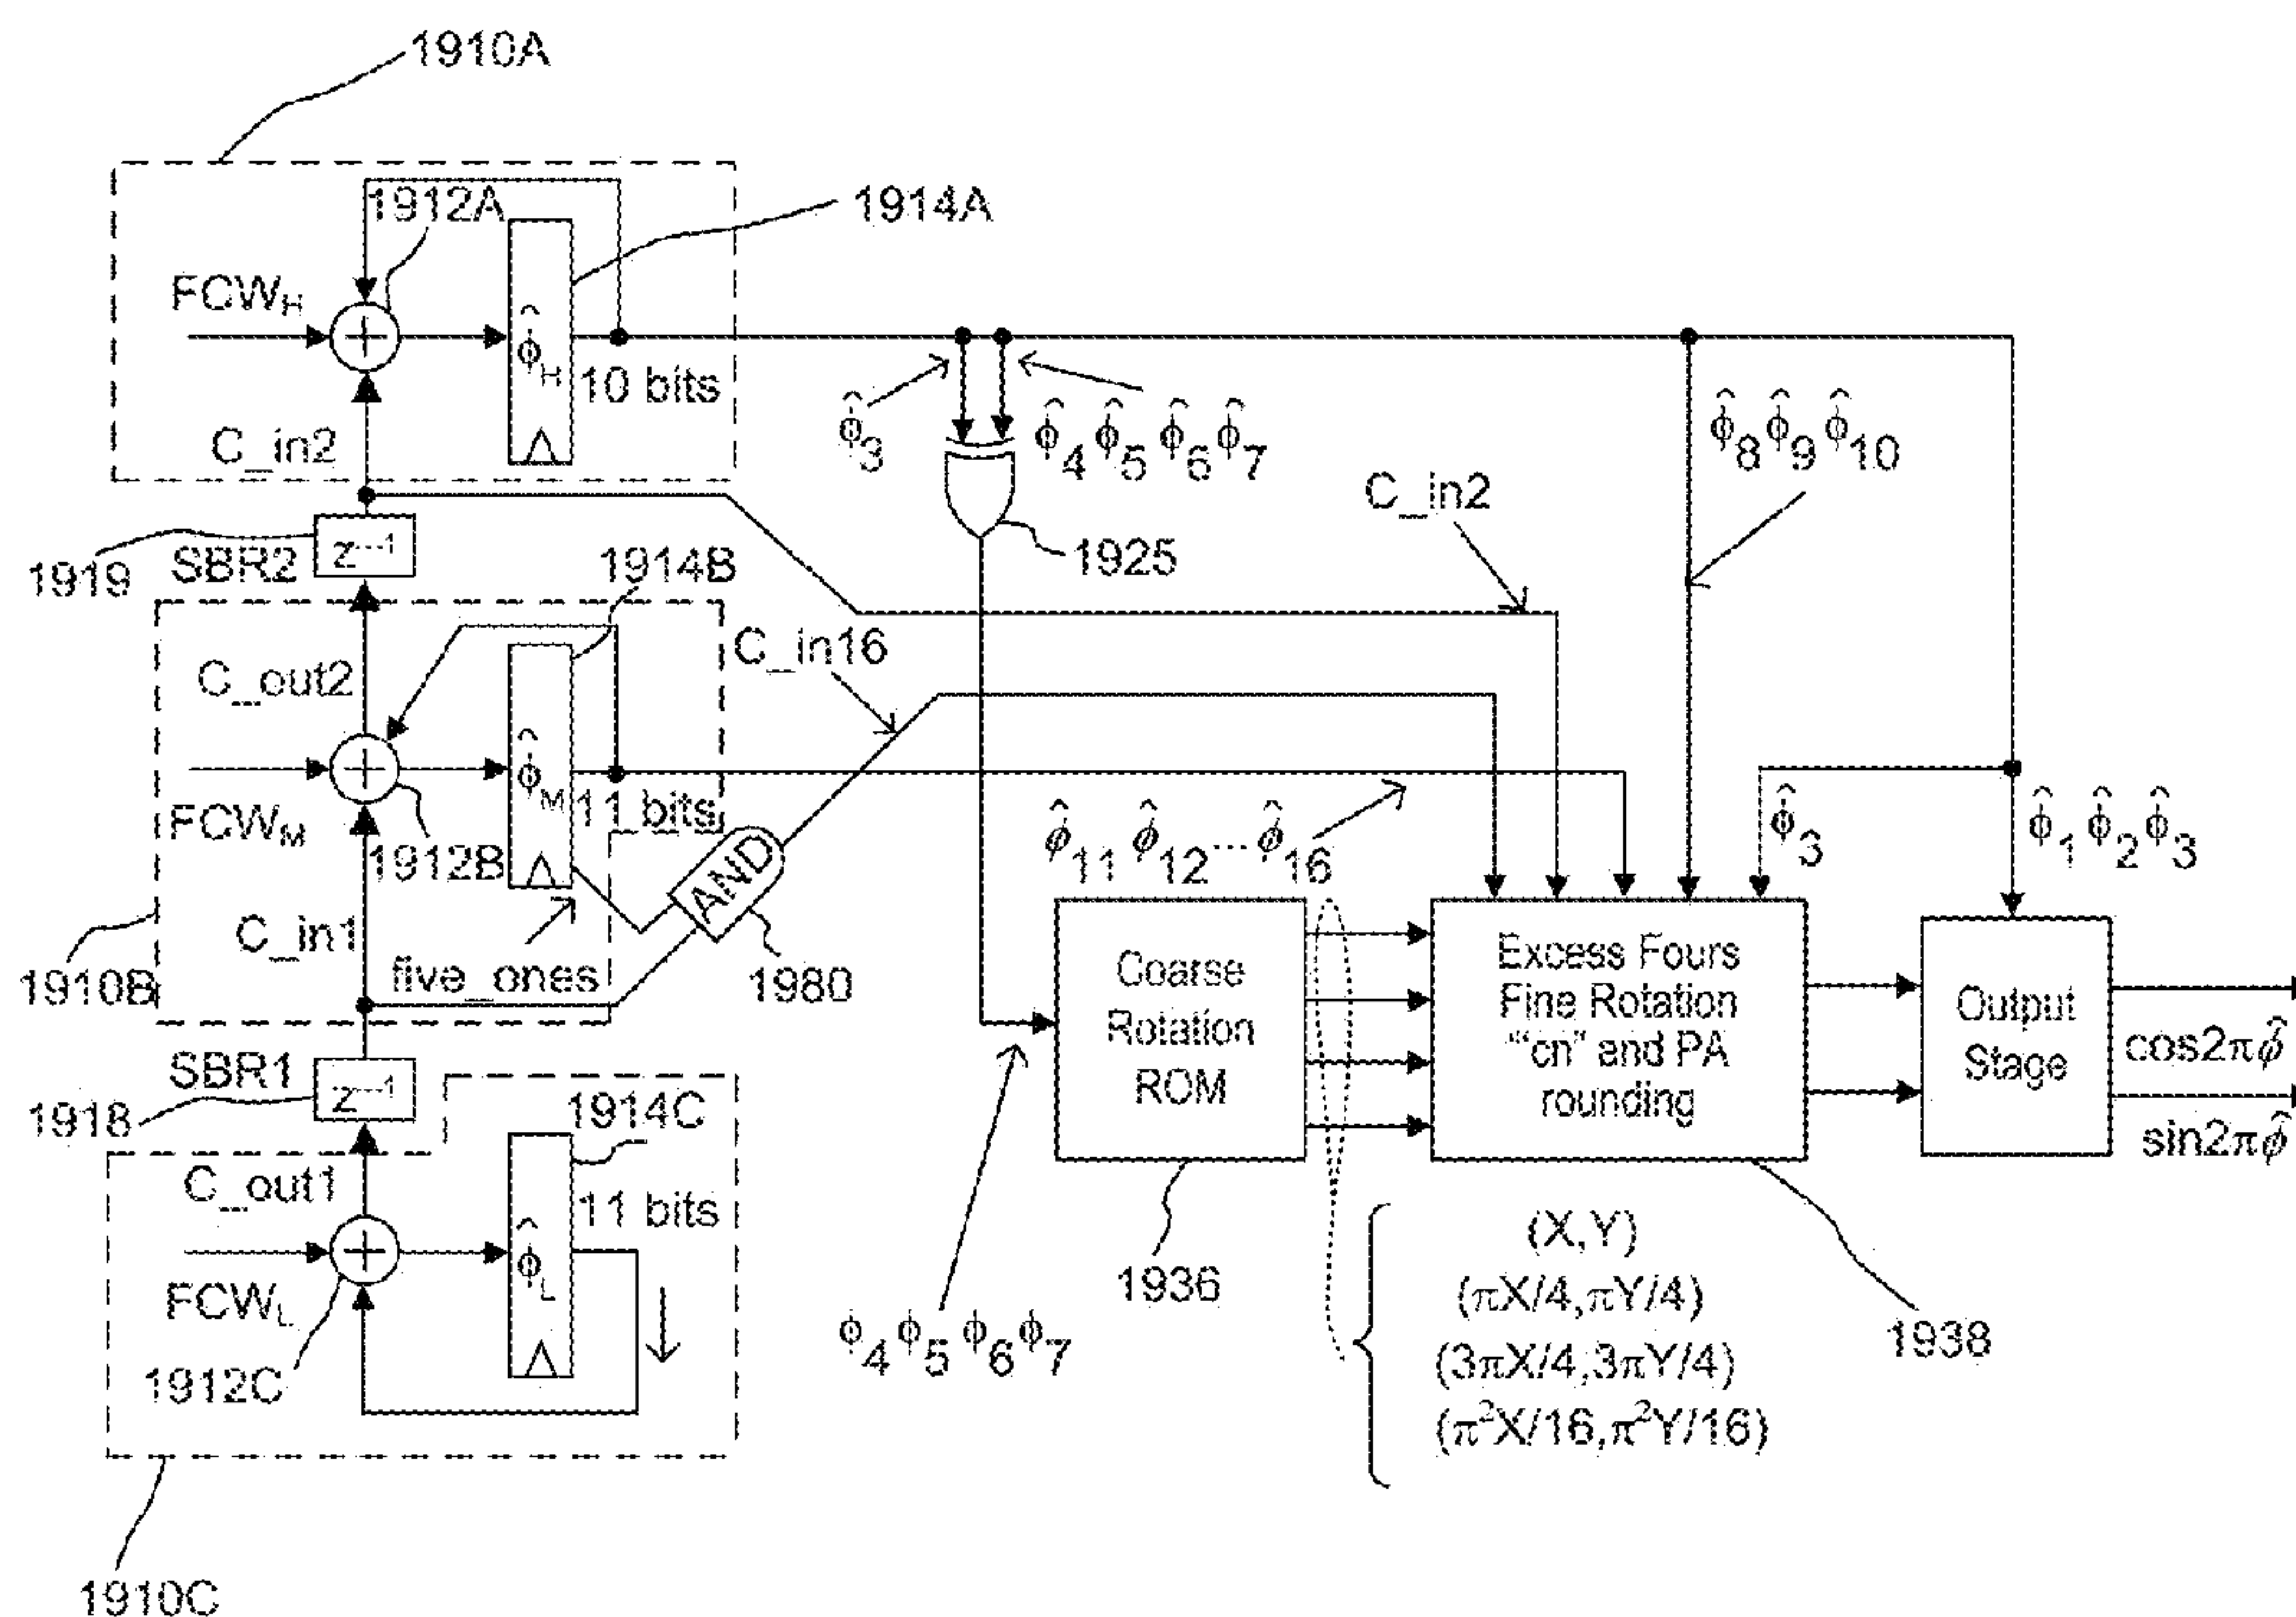 1910A
1912A
1914A
FCW_H
φ̂_H
10 bits
C_in2
φ̂_3
φ̂_4 φ̂_5 φ̂_6 φ̂_7
φ̂_8 φ̂_9 φ̂_10
C_in2
1925
1919
SBR2
z⁻¹
1914B
C_in16
C_out2
φ̂_M
11 bits
FCW_M
1912B
φ̂_11 φ̂_12...φ̂_16
φ̂_3
φ̂_1 φ̂_2 φ̂_3
AND
C_in1
1910B
five_ones
1980
Coarse
Rotation
ROM
Excess Fours
Fine Rotation
"cn" and PA
rounding
Output
Stage
cos2πφ̂
sin2πφ̂
SBR1
z⁻¹
1918
1914C
C_out1
11 bits
φ̂_L
FCW_L
1912C
1936
φ_4 φ_5 φ_6 φ_7
(X,Y)
(πX/4,πY/4)
(3πX/4,3πY/4)
(π²X/16,π²Y/16)
1938
1910C